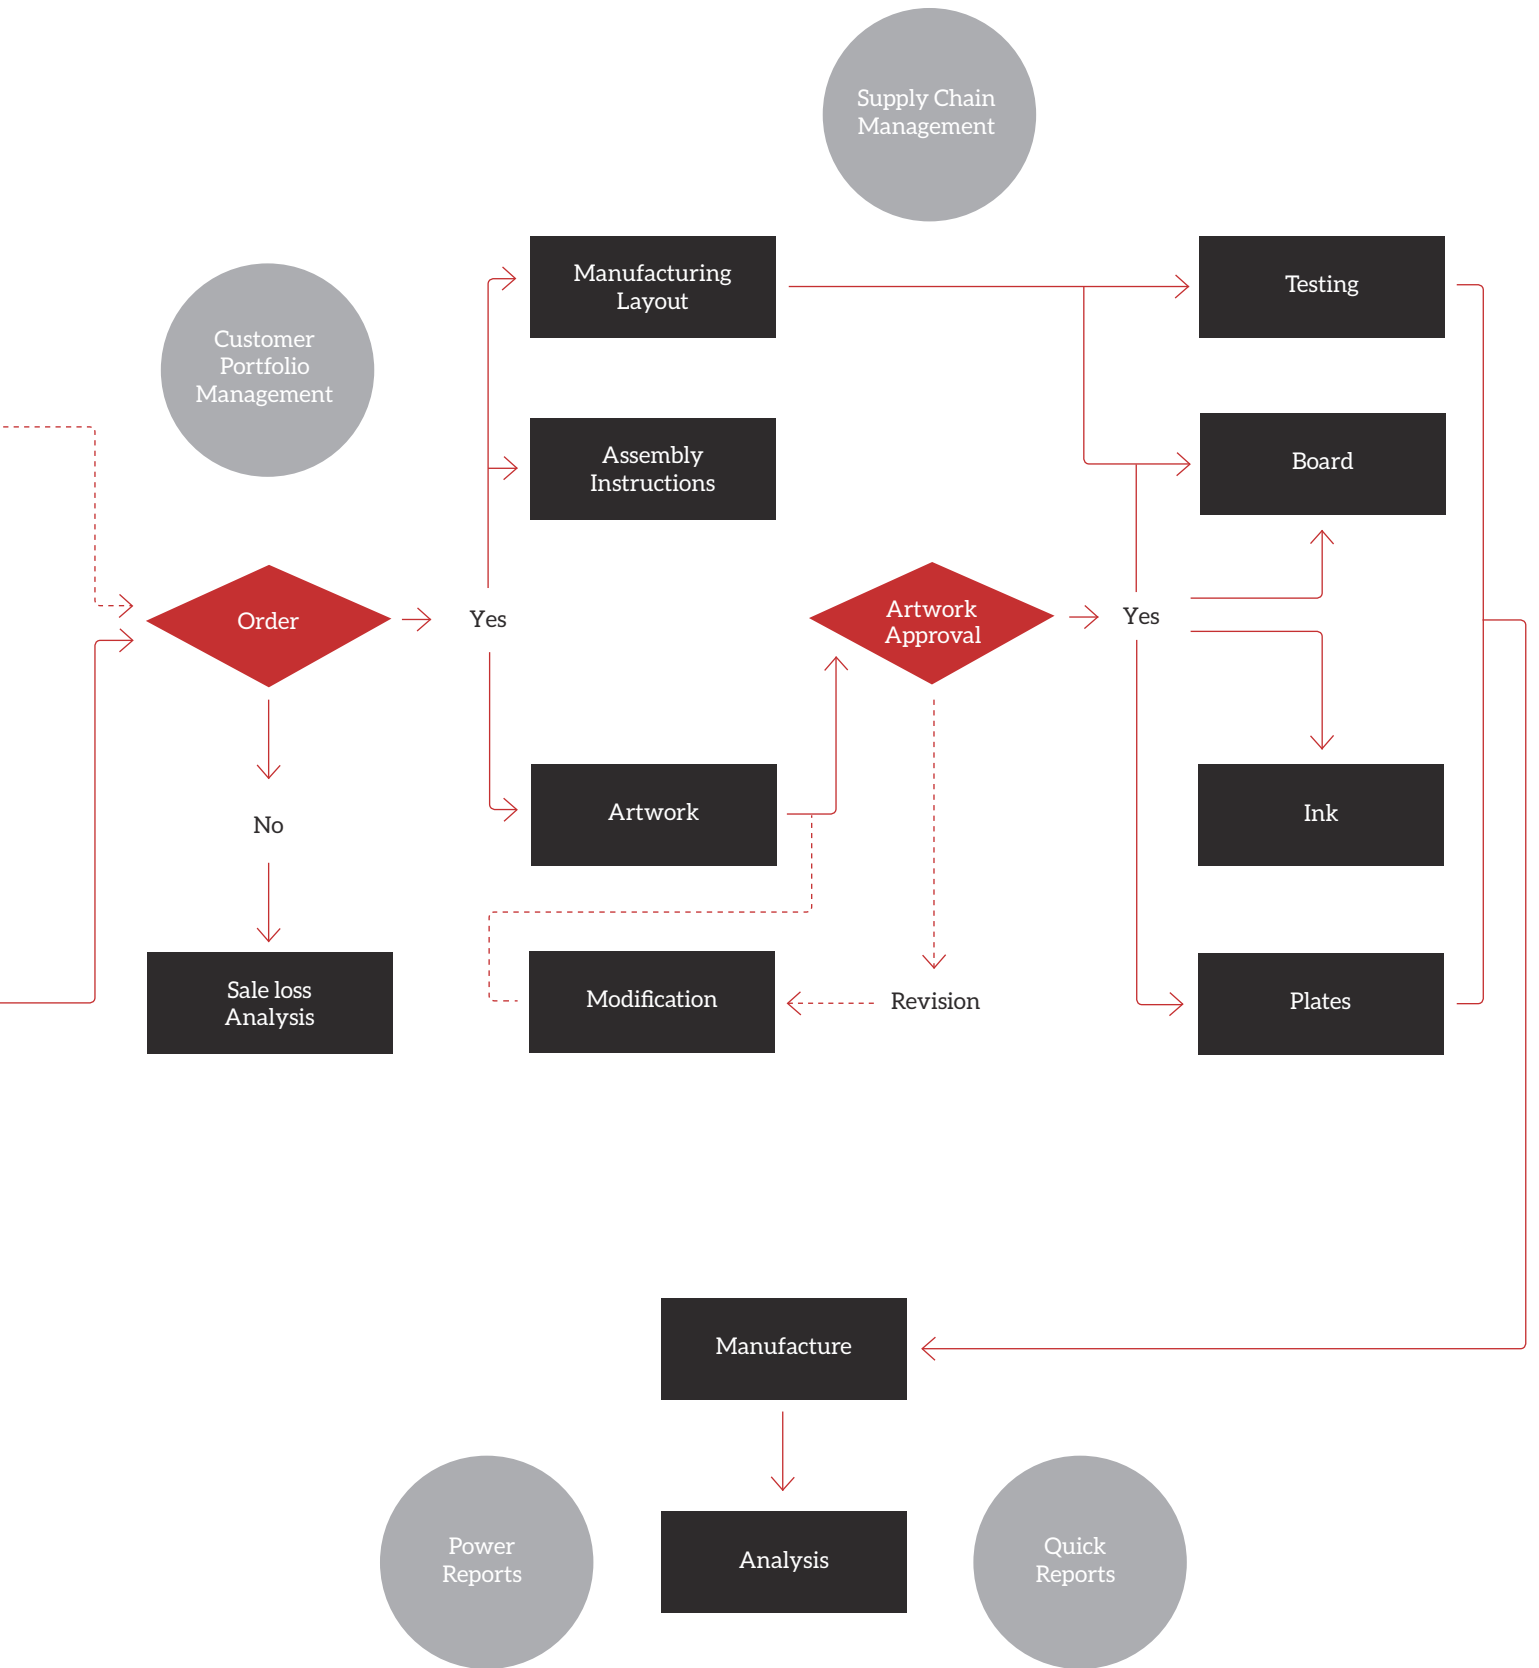 Supply Chain
Management
Manufacturing
Layout
Testing
Customer
Portfolio
Management
Assembly
Instructions
Board
Order
Yes
Artwork
Approval
Yes
No
Artwork
Ink
Sale loss
Analysis
Modification
Revision
Plates
Manufacture
Power
Reports
Analysis
Quick
Reports